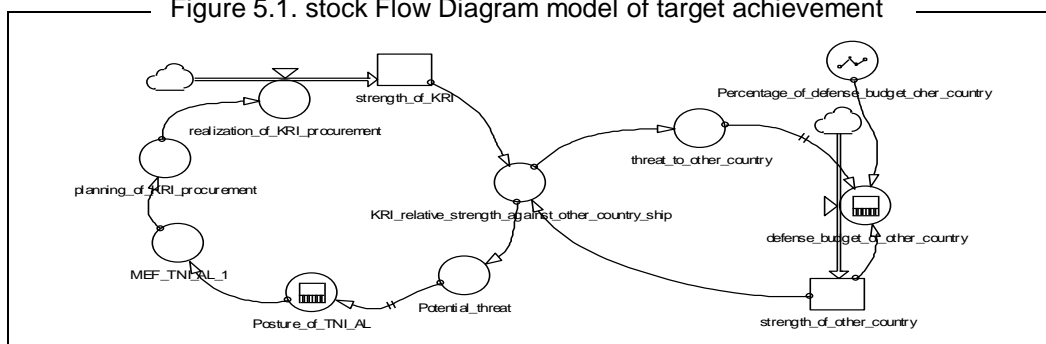 Figure 5.1. stock Flow Diagram model of target achievement
strength_of_KRI
Percentage_of_defense_budget_oher_country
realization_of_KRI_procurement
threat_to_other_country
planning_of_KRI_procurement
KRI_relative_strength_against_other_country_ship
defense_budget_of_other_country
MEF_TNI_AL_1
Potential_threat
Posture_of_TNI_AL
strength_of_other_country